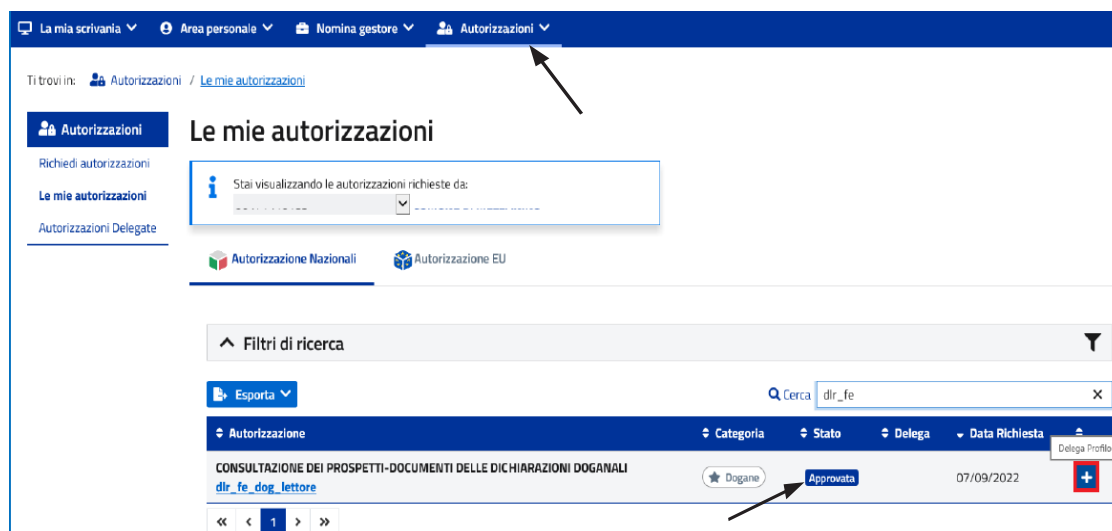 La mia scrivania Area personale Nomina gestore Autorizzazioni
Ti trovi in: Autorizzazioni / Le mie autorizzazioni
Autorizzazioni
Richiedi autorizzazioni
Le mie autorizzazioni
Autorizzazioni Delegate
Le mie autorizzazioni
Stai visualizzando le autorizzazioni richieste da:
Autorizzazione Nazionali Autorizzazione EU
Filtri di ricerca
Esporta
Cerca dlr_fe X
Autorizzazione Categoria Stato Delega Data Richiesta
Delega Profilo
CONSULTAZIONE DEI PROSPETTI-DOCUMENTI DELLE DICHIARAZIONI DOGANALI
dlr_fe_dog_lettore
Dogane Approvata 07/09/2022 +
« ‹ 1 › »